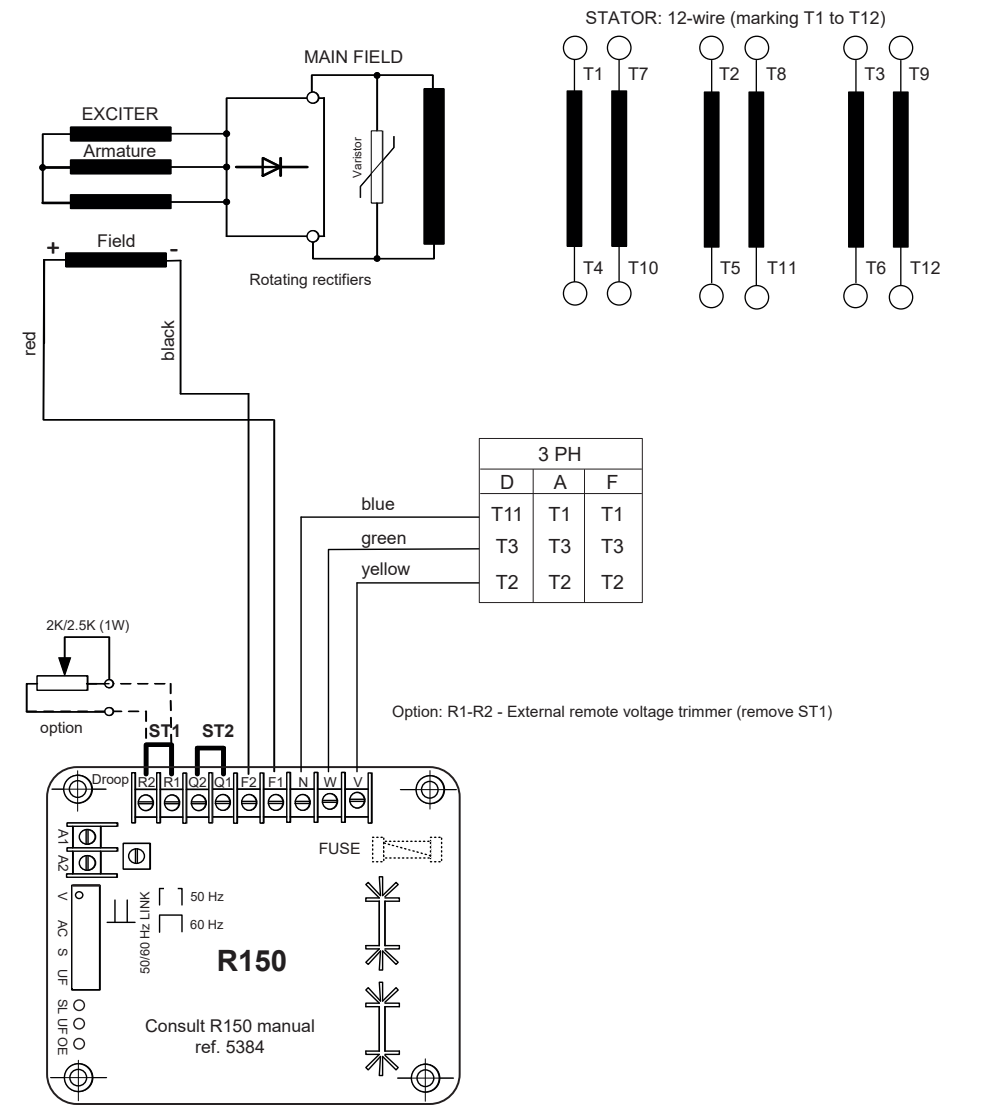 STATOR: 12-wire (marking T1 to T12)
T1 T7 T2 T8 T3 T9
T4 T10 T5 T11 T6 T12
MAIN FIELD
EXCITER
Armature
Varistor
+ Field -
Rotating rectifiers
red
black
3 PH
D A F
blue T11 T1 T1
green T3 T3 T3
yellow T2 T2 T2
2K/2.5K (1W)
option
Option: R1-R2 - External remote voltage trimmer (remove ST1)
ST1 ST2
Droop R2 R1 Q2 Q1 F2 F1 N W V
A1
A2
FUSE
V
AC
S
UF
50/60 Hz LINK
50 Hz
60 Hz
R150
SL
UF
OE
Consult R150 manual
ref. 5384